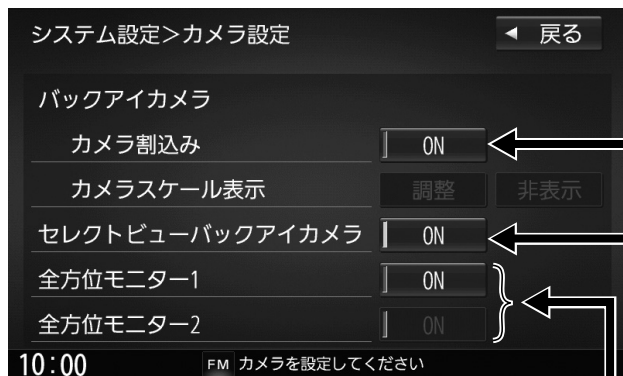 システム設定>カメラ設定
◀ 戻る
バックアイカメラ
カメラ割込み ON
カメラスケール表示 調整 非表示
セレクトビューバックアイカメラ ON
全方位モニター1 ON
全方位モニター2 ON
10:00 FM カメラを設定してください